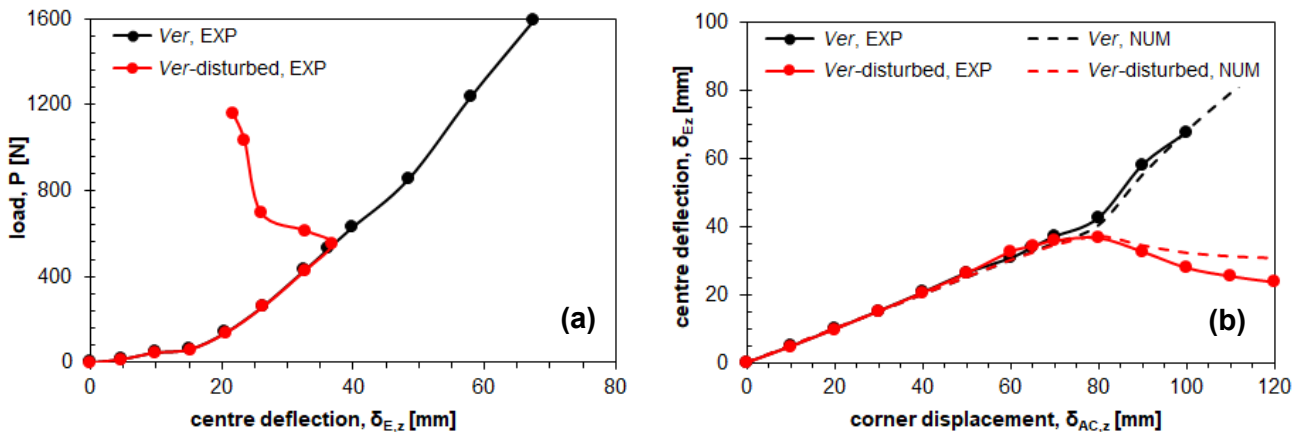 1600
1200
800
400
0
load, P [N]
Ver, EXP
Ver-disturbed, EXP
(a)
0 20 40 60 80
centre deflection, δE,z [mm]
100
80
60
40
20
0
centre deflection, δEz [mm]
Ver, EXP Ver, NUM
Ver-disturbed, EXP Ver-disturbed, NUM
(b)
0 20 40 60 80 100 120
corner displacement, δAC,z [mm]